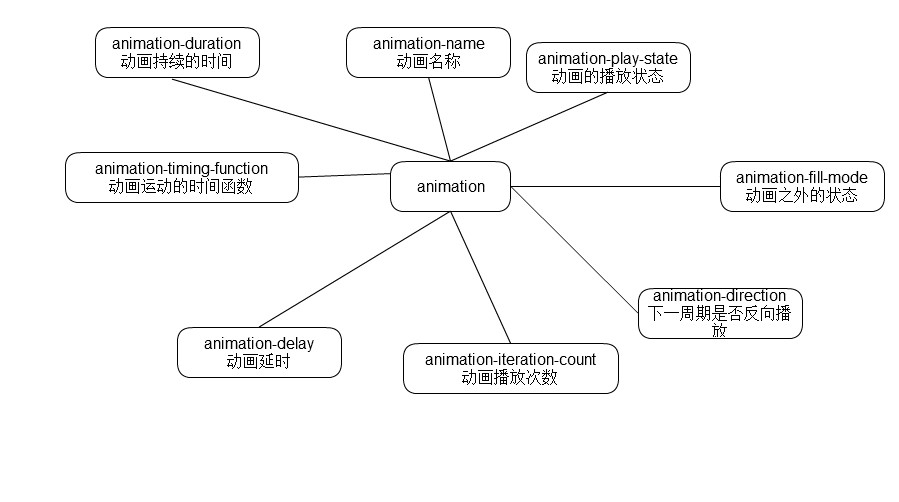 animation-duration
动画持续的时间
animation-name
动画名称
animation-play-state
动画的播放状态
animation-timing-function
动画运动的时间函数
animation
animation-fill-mode
动画之外的状态
animation-direction
下一周期是否反向播
放
animation-delay
动画延时
animation-iteration-count
动画播放次数